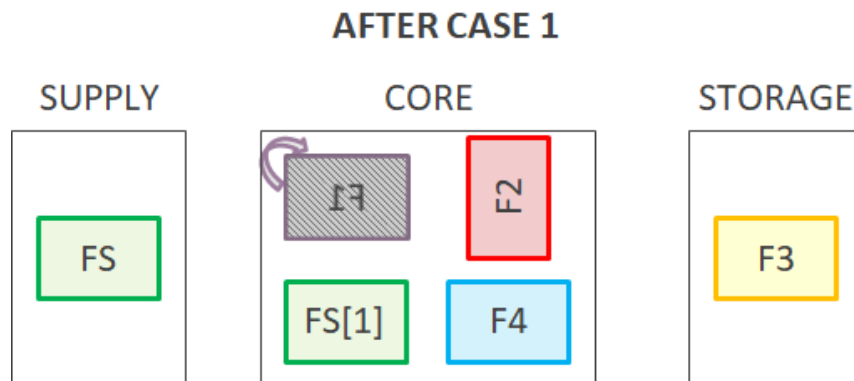 AFTER CASE 1
SUPPLY
CORE
STORAGE
FS
F1
F2
FS[1]
F4
F3